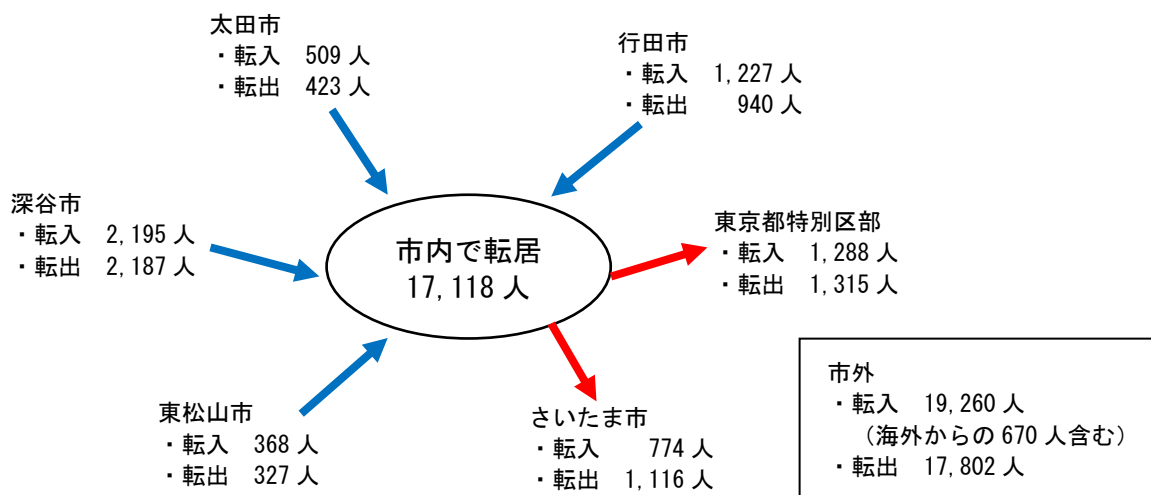 太田市
・転入　509 人
・転出　423 人
行田市
・転入　1,227 人
・転出　　940 人
深谷市
・転入　2,195 人
・転出　2,187 人
市内で転居
17,118 人
東京都特別区部
・転入　1,288 人
・転出　1,315 人
東松山市
・転入　368 人
・転出　327 人
さいたま市
・転入　　774 人
・転出　1,116 人
市外
・転入　19,260 人
（海外からの 670 人含む）
・転出　17,802 人